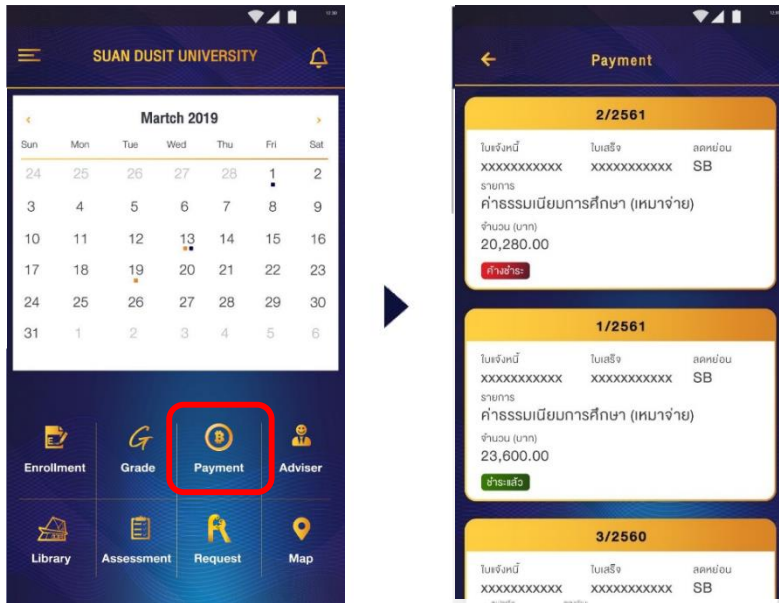 SUAN DUSIT UNIVERSITY
Martch 2019
Sun Mon Tue Wed Thu Fri Sat
24 25 26 27 28 1 2
3 4 5 6 7 8 9
10 11 12 13 14 15 16
17 18 19 20 21 22 23
24 25 26 27 28 29 30
31 1 2 3 4 5 6
Enrollment Grade Payment Adviser
Library Assessment Request Map
Payment
2/2561
ใบแจ้งหนี้ ใบเสร็จ ลดหย่อน
xxxxxxxxxxx xxxxxxxxxxx SB
รายการ
ค่าธรรมเนียมการศึกษา (เหมาจ่าย)
จำนวน (บาท)
20,280.00
ค้างชำระ
1/2561
ใบแจ้งหนี้ ใบเสร็จ ลดหย่อน
xxxxxxxxxxx xxxxxxxxxxx SB
รายการ
ค่าธรรมเนียมการศึกษา (เหมาจ่าย)
จำนวน (บาท)
23,600.00
ชำระแล้ว
3/2560
ใบแจ้งหนี้ ใบเสร็จ ลดหย่อน
xxxxxxxxxxx xxxxxxxxxxx SB